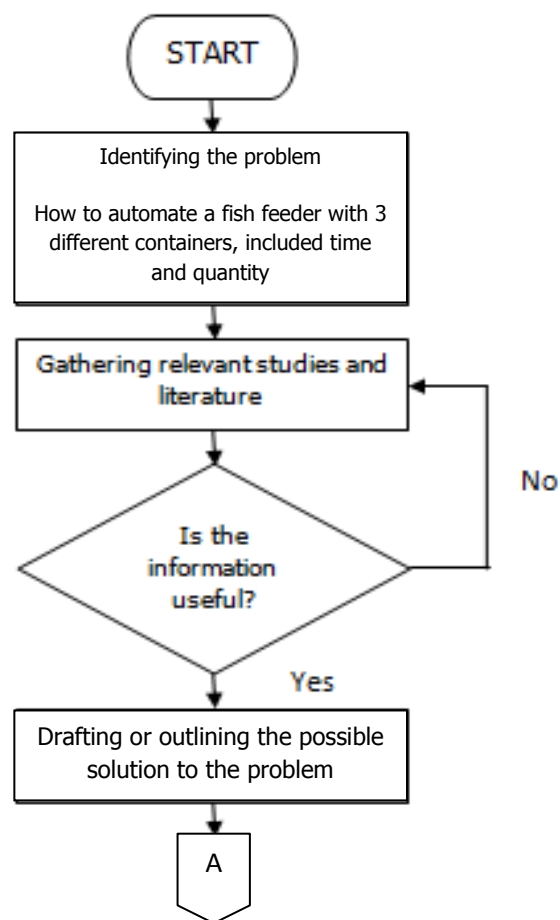 START
Identifying the problem
How to automate a fish feeder with 3
different containers, included time
and quantity
Gathering relevant studies and
literature
No
Is the
information
useful?
Yes
Drafting or outlining the possible
solution to the problem
A